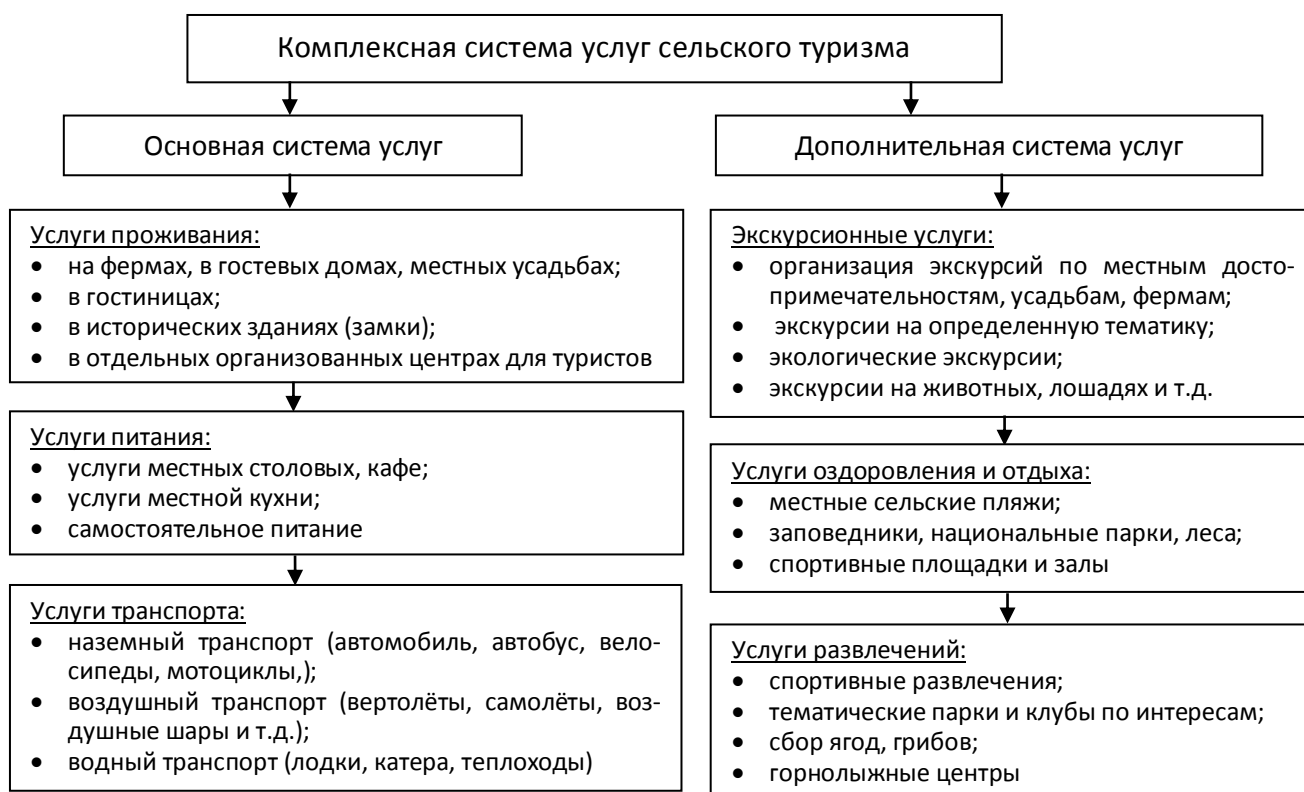 Комплексная система услуг сельского туризма
Основная система услуг
Услуги проживания:
• на фермах, в гостевых домах, местных усадьбах;
• в гостиницах;
• в исторических зданиях (замки);
• в отдельных организованных центрах для туристов
Услуги питания:
• услуги местных столовых, кафе;
• услуги местной кухни;
• самостоятельное питание
Услуги транспорта:
• наземный транспорт (автомобиль, автобус, вело-
сипеды, мотоциклы,);
• воздушный транспорт (вертолёты, самолёты, воз-
душные шары и т.д.);
• водный транспорт (лодки, катера, теплоходы)
Дополнительная система услуг
Экскурсионные услуги:
• организация экскурсий по местным досто-
примечательностям, усадьбам, фермам;
• экскурсии на определенную тематику;
• экологические экскурсии;
• экскурсии на животных, лошадях и т.д.
Услуги оздоровления и отдыха:
• местные сельские пляжи;
• заповедники, национальные парки, леса;
• спортивные площадки и залы
Услуги развлечений:
• спортивные развлечения;
• тематические парки и клубы по интересам;
• сбор ягод, грибов;
• горнолыжные центры